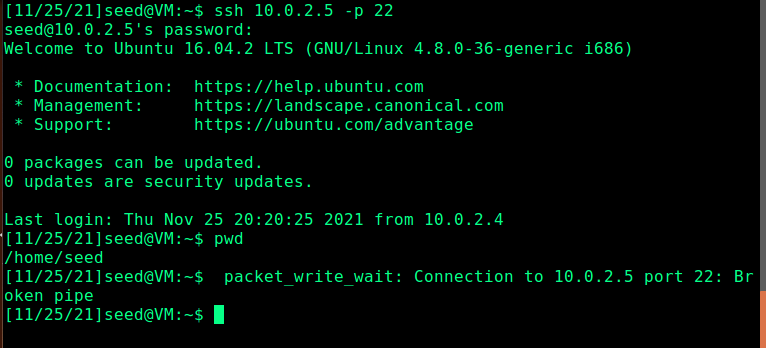 [11/25/21]seed@VM:~$ ssh 10.0.2.5 -p 22
seed@10.0.2.5's password:
Welcome to Ubuntu 16.04.2 LTS (GNU/Linux 4.8.0-36-generic i686)

 * Documentation:  https://help.ubuntu.com
 * Management:     https://landscape.canonical.com
 * Support:        https://ubuntu.com/advantage

0 packages can be updated.
0 updates are security updates.

Last login: Thu Nov 25 20:20:25 2021 from 10.0.2.4
[11/25/21]seed@VM:~$ pwd
/home/seed
[11/25/21]seed@VM:~$  packet_write_wait: Connection to 10.0.2.5 port 22: Br
oken pipe
[11/25/21]seed@VM:~$